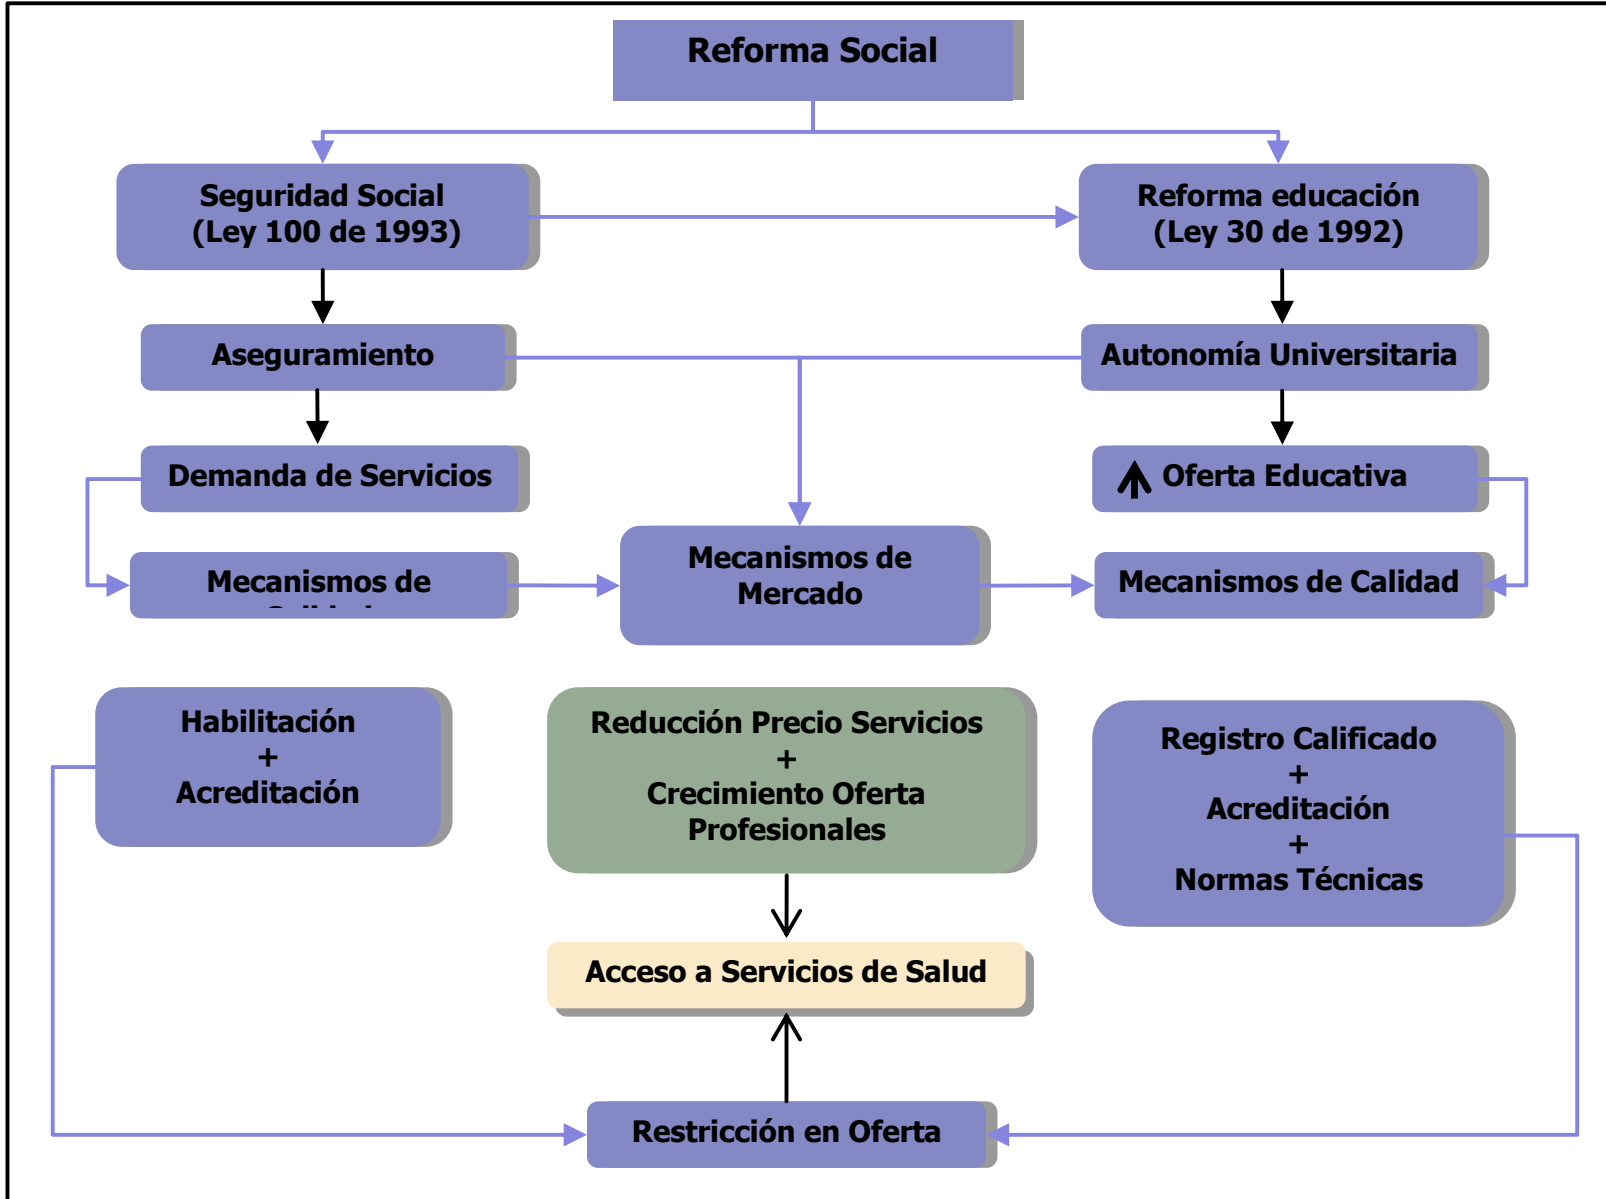 Reforma Social
Seguridad Social
(Ley 100 de 1993)
Reforma educación
(Ley 30 de 1992)
Aseguramiento
Autonomía Universitaria
Demanda de Servicios
Oferta Educativa
Mecanismos de
Mecanismos de
Mercado
Mecanismos de Calidad
Habilitación
+
Acreditación
Reducción Precio Servicios
+
Crecimiento Oferta
Profesionales
Registro Calificado
+
Acreditación
+
Normas Técnicas
Acceso a Servicios de Salud
Restricción en Oferta